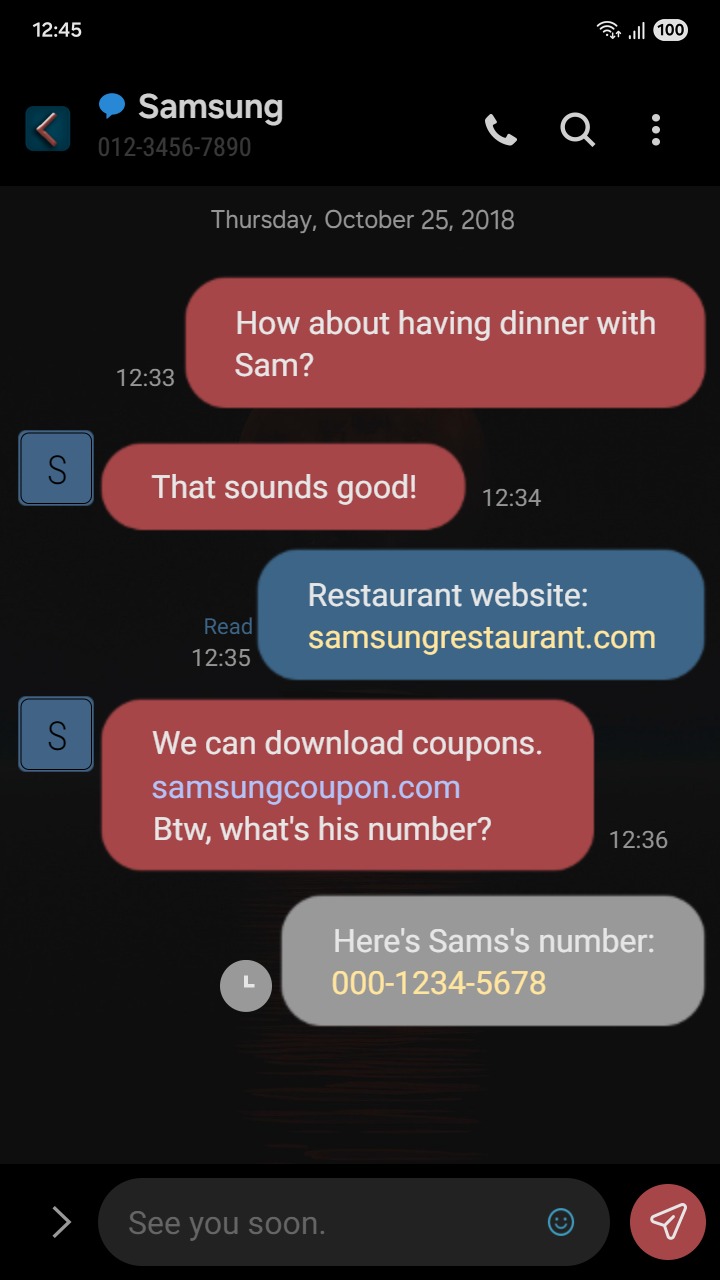 12:45
100
Samsung
012-3456-7890
Thursday, October 25, 2018
How about having dinner with
Sam?
12:33
S
That sounds good!
12:34
Restaurant website:
samsungrestaurant.com
Read
12:35
S
We can download coupons.
samsungcoupon.com
Btw, what's his number?
12:36
Here's Sams's number:
000-1234-5678
See you soon.